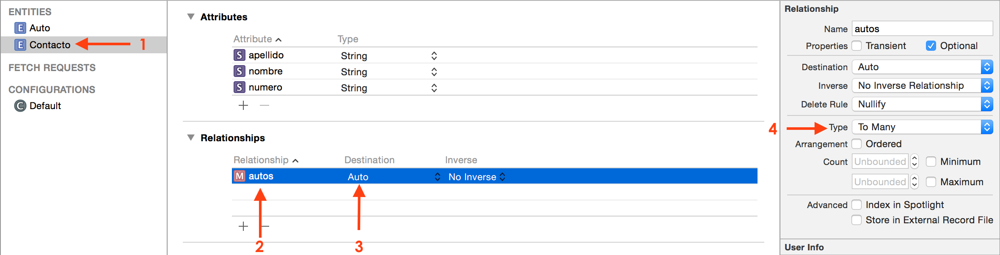 ENTITIES
E Auto
E Contacto
1
FETCH REQUESTS
CONFIGURATIONS
C Default
Attributes
Attribute Type
S apellido String
S nombre String
S numero String
Relationships
Relationship Destination Inverse
M autos Auto No Inverse
2 3
Relationship
Name autos
Properties Transient Optional
Destination Auto
Inverse No Inverse Relationship
Delete Rule Nullify
4 Type To Many
Arrangement Ordered
Count Unbounded Minimum
Unbounded Maximum
Advanced Index in Spotlight
Store in External Record File
User Info